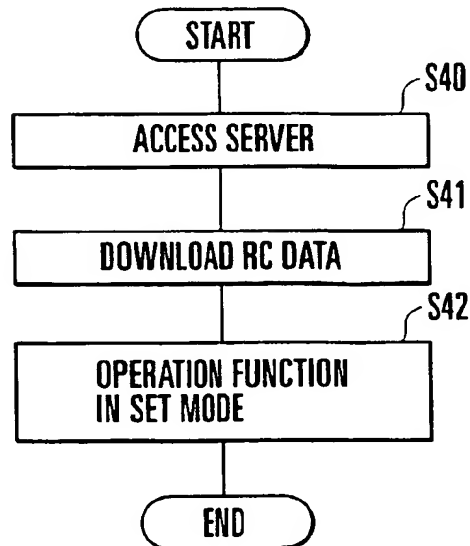 START
S40
ACCESS SERVER
S41
DOWNLOAD RC DATA
S42
OPERATION FUNCTION
IN SET MODE
END